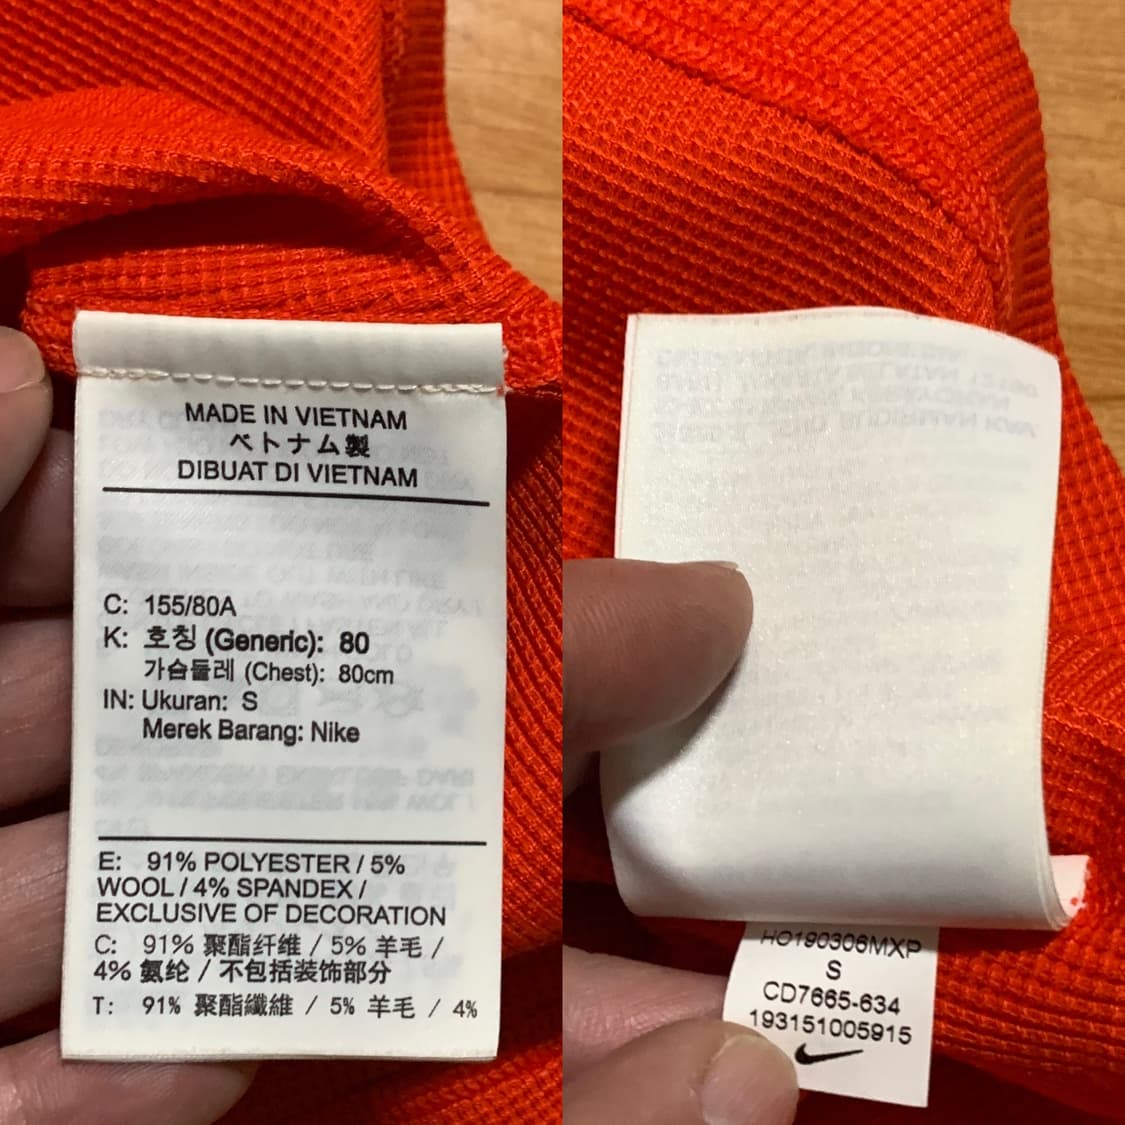 MADE IN VIETNAM
ベトナム製
DIBUAT DI VIETNAM
C: 155/80A
K: 호칭 (Generic): 80
가슴둘레 (Chest): 80cm
IN: Ukuran: S
Merek Barang: Nike
E: 91% POLYESTER / 5%
WOOL / 4% SPANDEX /
EXCLUSIVE OF DECORATION
C: 91% 聚酯纤维 / 5% 羊毛 /
4% 氨纶 / 不包括装饰部分
T: 91% 聚酯纖維 / 5% 羊毛 / 4%
HO190306MXP
S
CD7665-634
193151005915